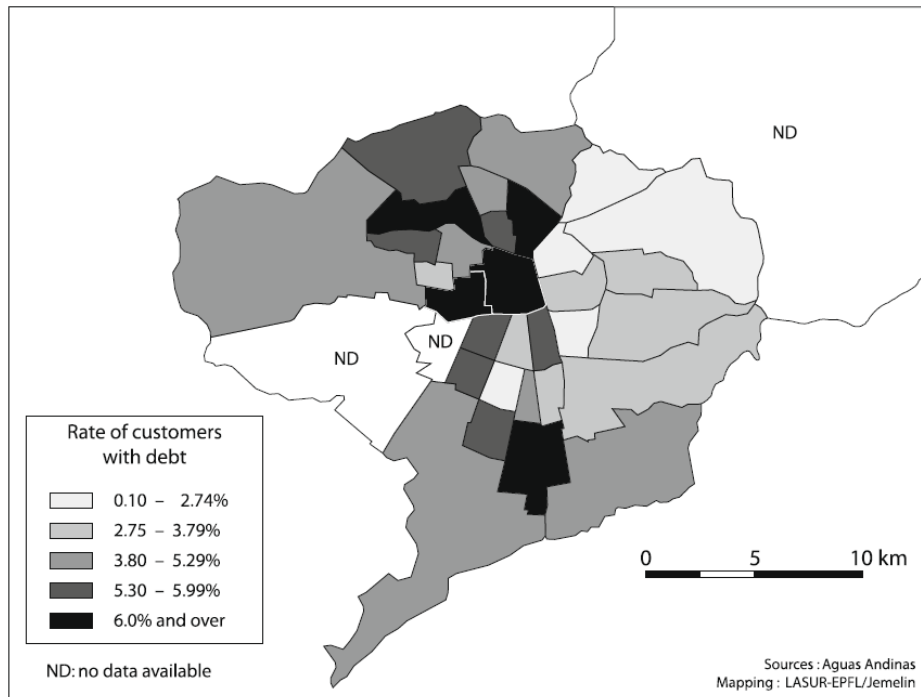 ND
ND
ND
Rate of customers
with debt
0.10 – 2.74%
2.75 – 3.79%
3.80 – 5.29%
5.30 – 5.99%
6.0% and over
0 5 10 km
ND: no data available
Sources : Aguas Andinas
Mapping : LASUR-EPFL/Jemelin